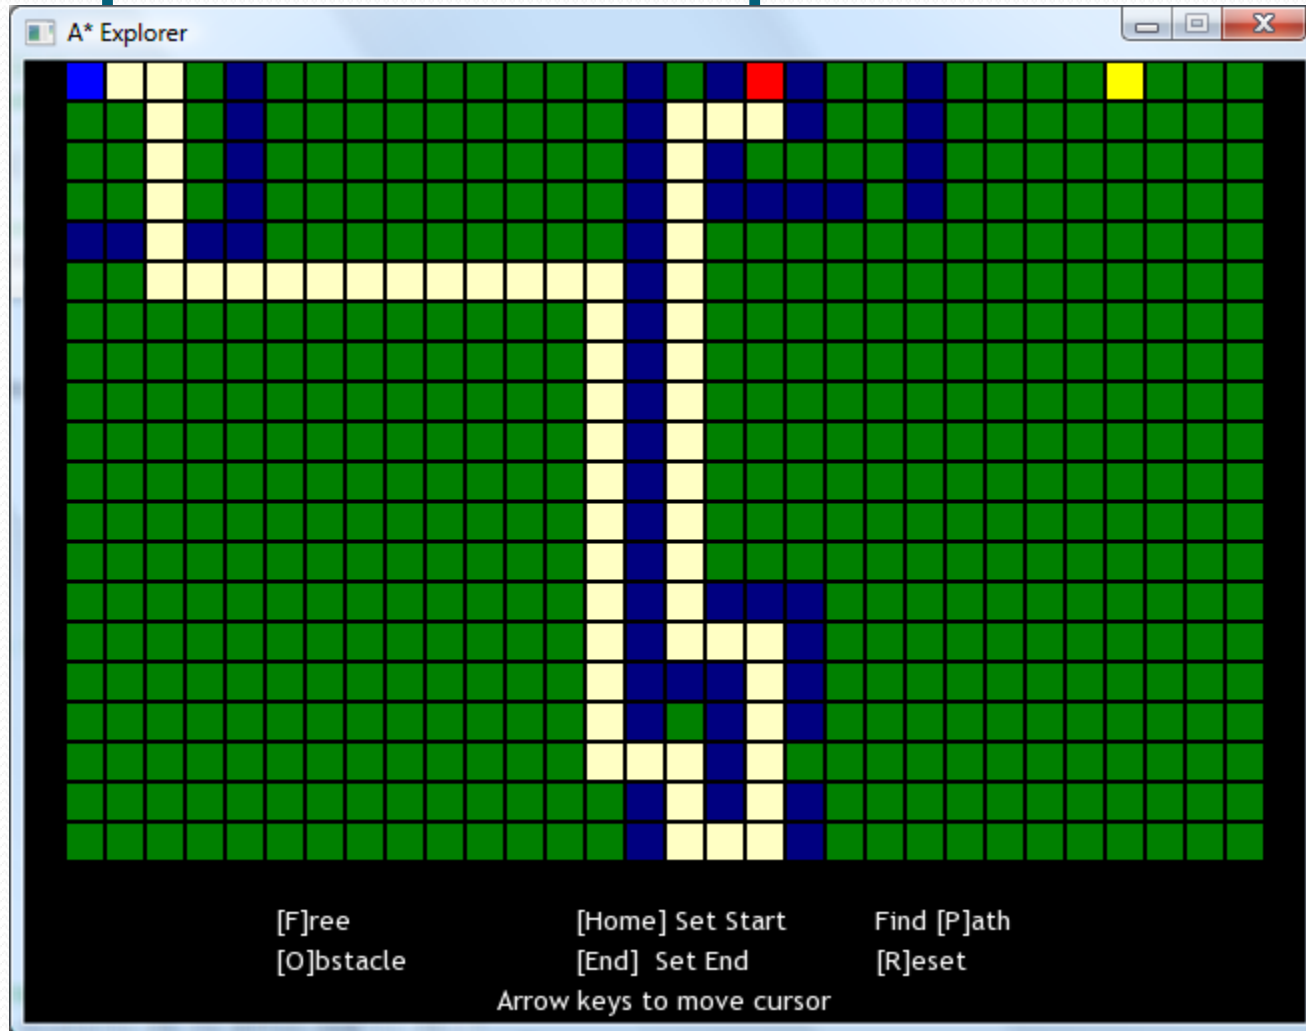 A* Explorer
[F]ree [Home] Set Start Find [P]ath
[O]bstacle [End] Set End [R]eset
Arrow keys to move cursor